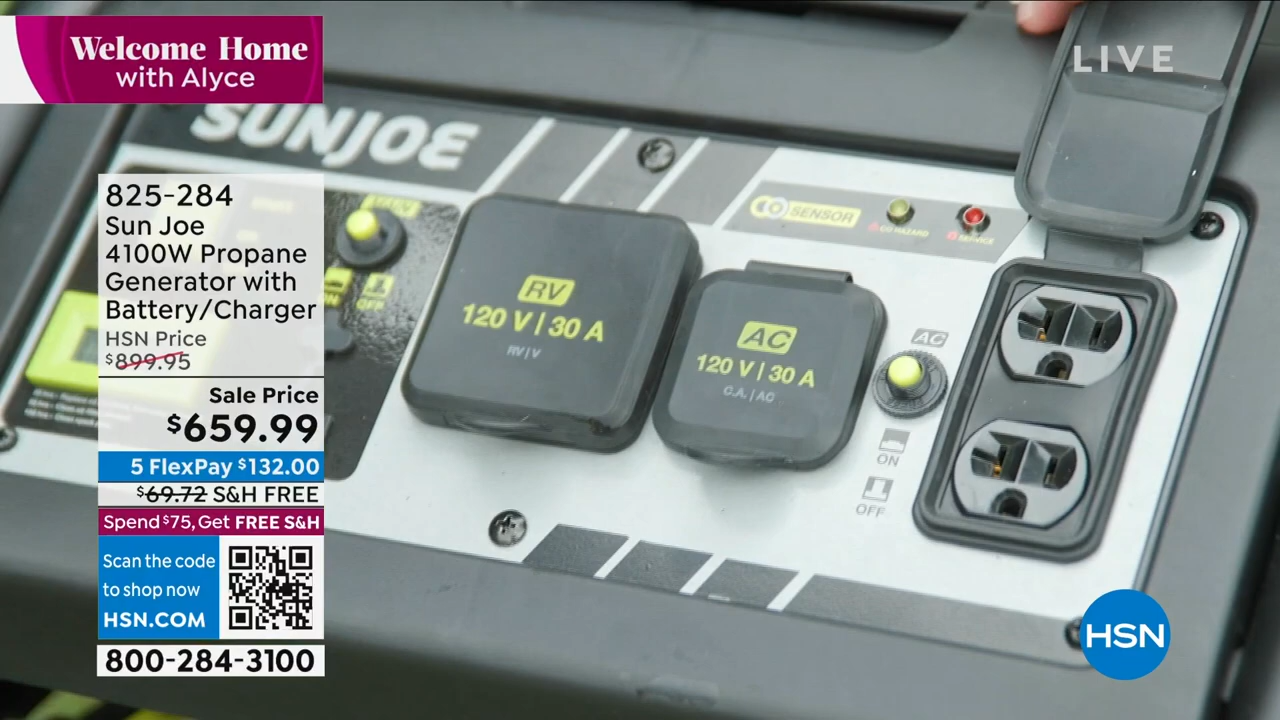 Welcome Home
with Alyce
LIVE
825-284
Sun Joe
4100W Propane
Generator with
Battery/Charger
HSN Price
$899.95
Sale Price
$659.99
5 FlexPay $132.00
$69.72 S&H FREE
Spend $75, Get FREE S&H
Scan the code
to shop now
HSN.COM
800-284-3100
SUNJOE
CO SENSOR
CO HAZARD
SERVICE
RV
120 V | 30 A
RV | V
AC
120 V | 30 A
C.A. | AC
AC
ON
OFF
ON
OFF
HSN